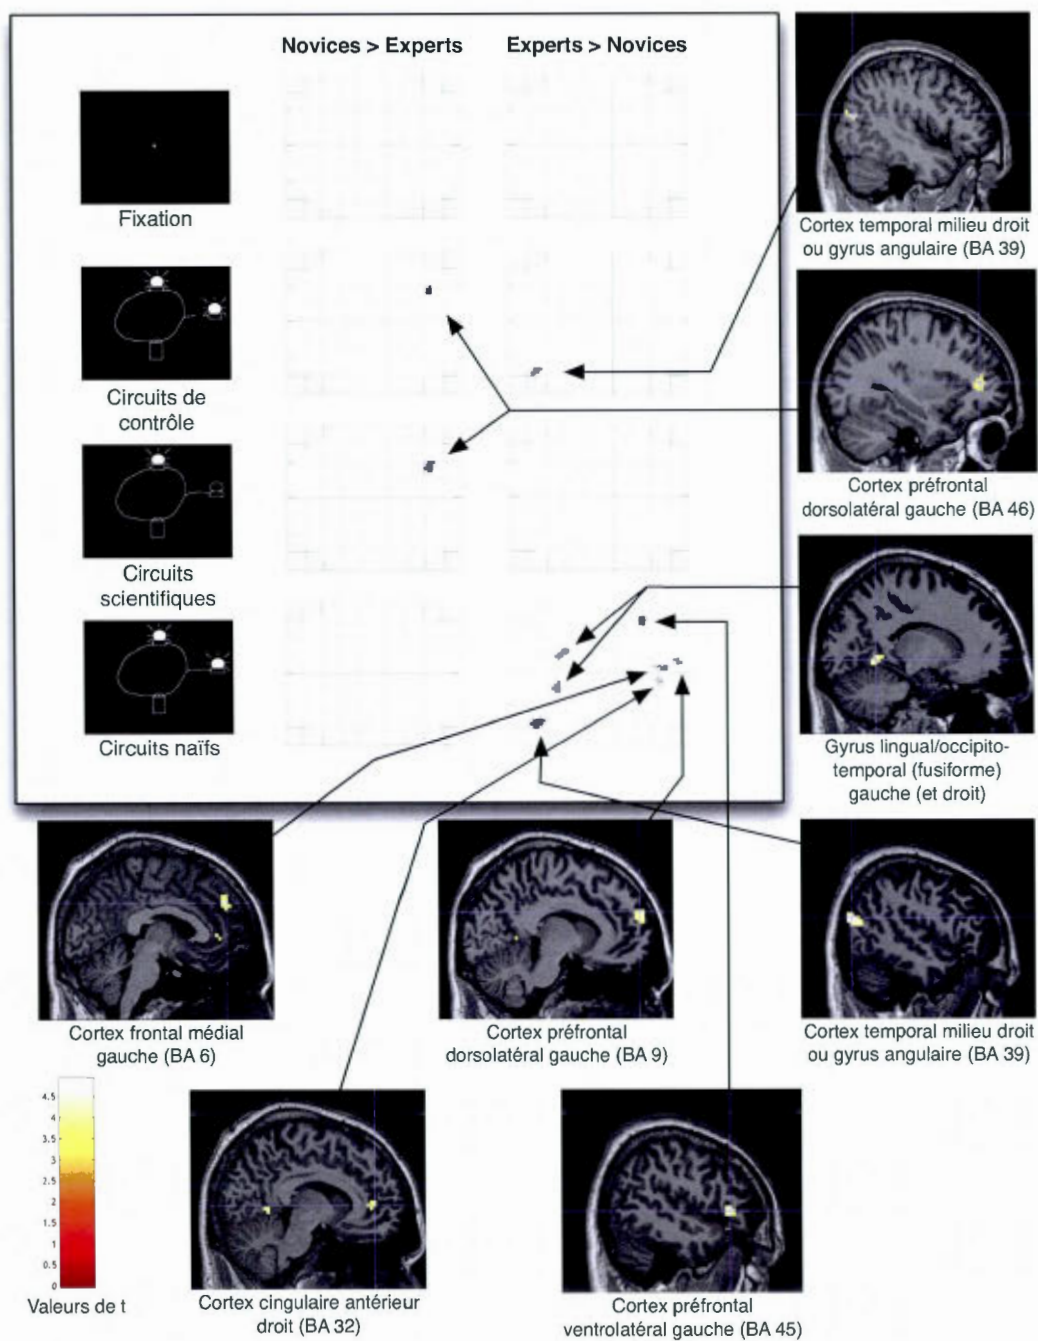 Novices > Experts
Experts > Novices
Fixation
Circuits de
contrôle
Circuits
scientifiques
Circuits naïfs
Cortex temporal milieu droit
ou gyrus angulaire (BA 39)
Cortex préfrontal
dorsolatéral gauche (BA 46)
Gyrus lingual/occipito-
temporal (fusiforme)
gauche (et droit)
Cortex frontal médial
gauche (BA 6)
Cortex préfrontal
dorsolatéral gauche (BA 9)
Cortex temporal milieu droit
ou gyrus angulaire (BA 39)
4.5
4
3.5
3
2.5
2
1.5
1
0.5
0
Valeurs de t
Cortex cingulaire antérieur
droit (BA 32)
Cortex préfrontal
ventrolatéral gauche (BA 45)